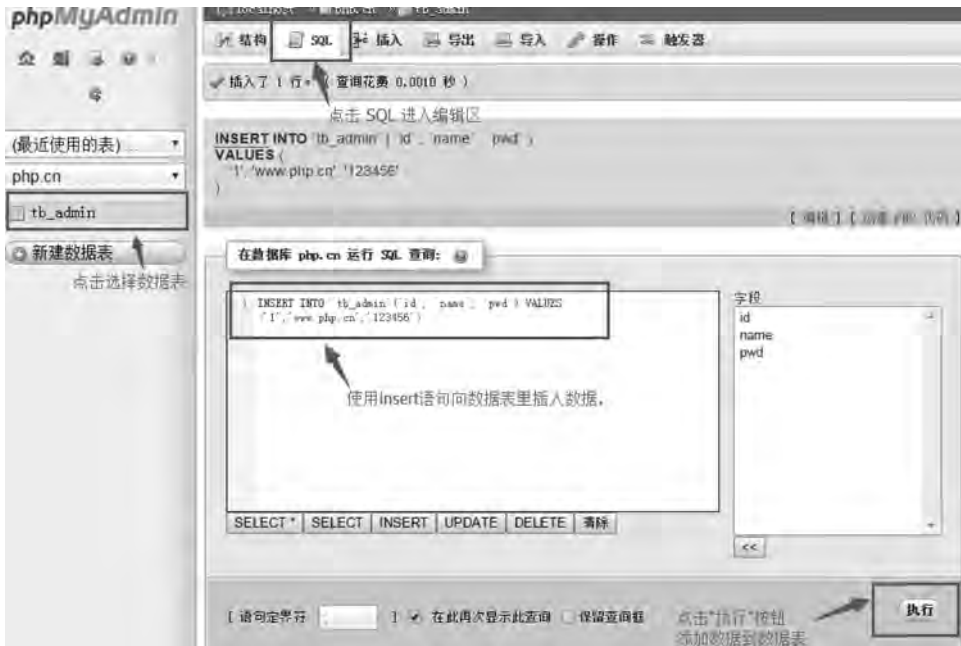 phpMyAdmin
localhost php.cn tb_admin
结构 SQL 插入 导出 导入 操作 触发器
插入了 1 行。( 查询花费 0.0010 秒 )
点击 SQL 进入编辑区
(最近使用的表) ...
php.cn
tb_admin
新建数据表
点击选择数据表
INSERT INTO `tb_admin` ( `id`, `name`, `pwd` )
VALUES (
'1', 'www.php.cn', '123456'
)
在数据库 php.cn 运行 SQL 查询:
1 INSERT INTO `tb_admin`(`id`, `name`, `pwd`) VALUES
('1','www.php.cn','123456')
使用insert语句向数据表里插入数据。
字段
id
name
pwd
SELECT * SELECT INSERT UPDATE DELETE 清除
<<
[ 语句定界符 ; ] 在此再次显示此查询 保留查询框
点击"执行"按钮
添加数据到数据表
执行